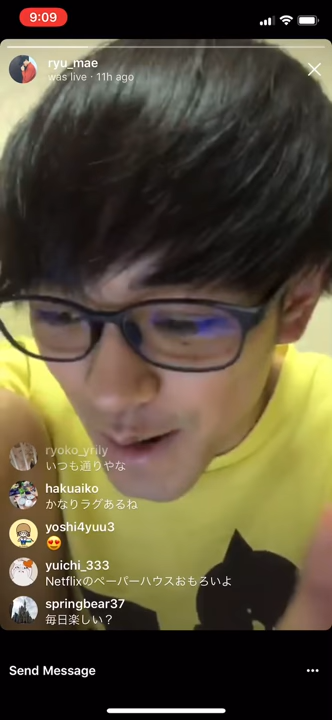 9:09
ryu_mae
was live · 11h ago
ryoko_yrily
いつも通りやな
hakuaiko
かなりラグあるね
yoshi4yuu3
😍
yuichi_333
Netflixのペーパーハウスおもろいよ
springbear37
毎日楽しい？
Send Message